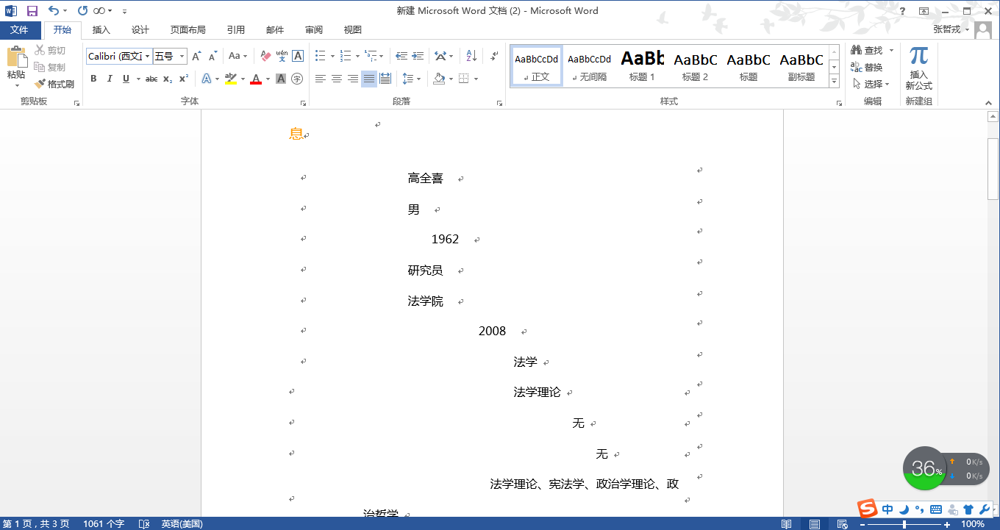 新建 Microsoft Word 文档 (2) - Microsoft Word
文件 开始 插入 设计 页面布局 引用 邮件 审阅 视图 张哲戎
粘贴 剪切 复制 格式刷 剪贴板
Calibri (西文正 五号 字体
段落
AaBbCcDd AaBbCcDd AaBb AaBbC AaBbC AaBbC
正文 无间隔 标题 1 标题 2 标题 副标题
样式
查找 替换 选择 编辑
插入
新公式
新建组
息
高全喜
男
1962
研究员
法学院
2008
法学
法学理论
无
无
法学理论、宪法学、政治学理论、政
治哲学
36%
0K/s
0K/s
中
第 1 页，共 3 页 1061 个字 英语(美国) 100%